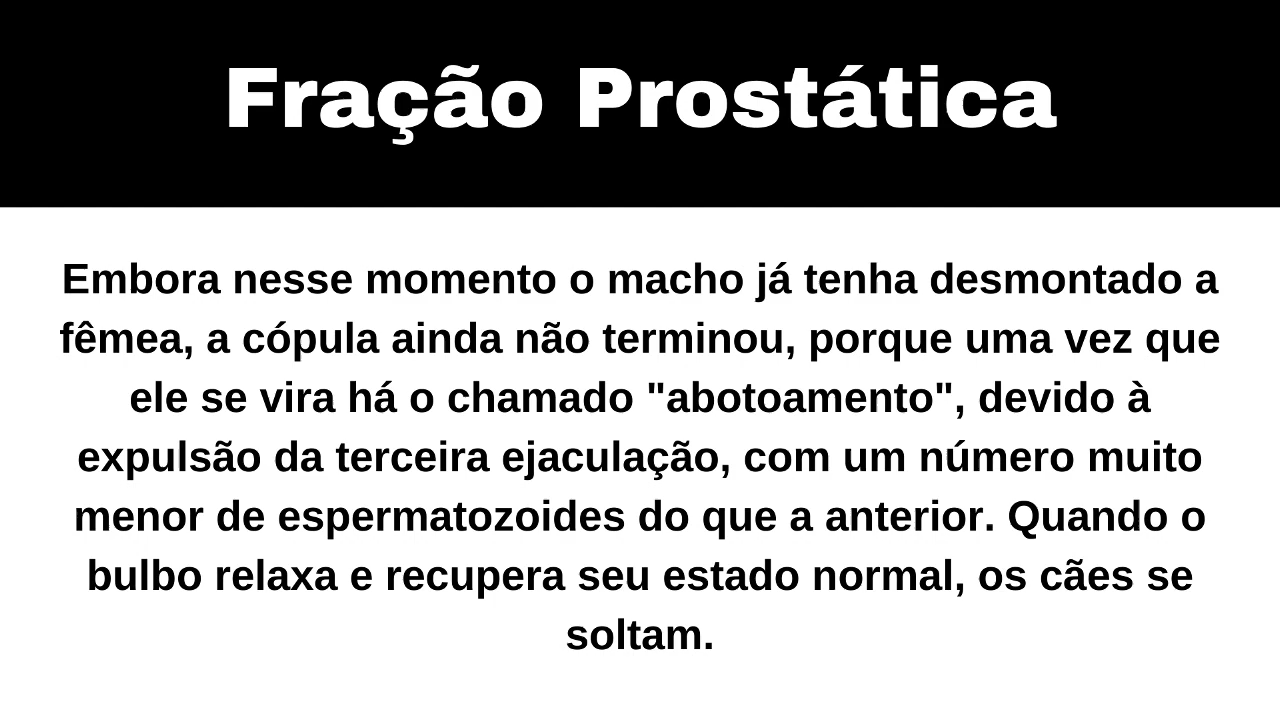 Fração Prostática
Embora nesse momento o macho já tenha desmontado a
fêmea, a cópula ainda não terminou, porque uma vez que
ele se vira há o chamado "abotoamento", devido à
expulsão da terceira ejaculação, com um número muito
menor de espermatozoides do que a anterior. Quando o
bulbo relaxa e recupera seu estado normal, os cães se
soltam.